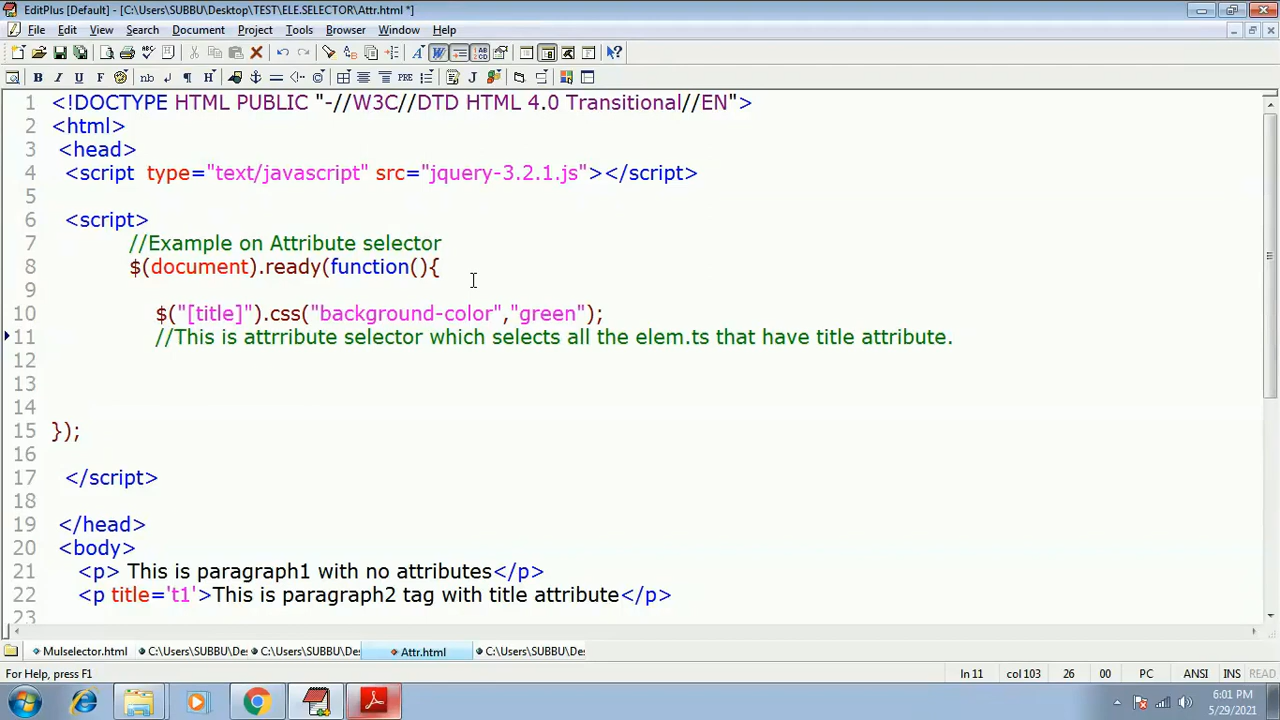 EditPlus [Default] - [C:\Users\SUBBU\Desktop\TEST\ELE.SELECTOR\Attr.html *]
File Edit View Search Document Project Tools Browser Window Help
B I U F nb H PRE J
1 <!DOCTYPE HTML PUBLIC "-//W3C//DTD HTML 4.0 Transitional//EN">
2 <html>
3 <head>
4 <script type="text/javascript" src="jquery-3.2.1.js"></script>
5
6 <script>
7 //Example on Attribute selector
8 $(document).ready(function(){
9
10 $("[title]").css("background-color","green");
11 //This is attrribute selector which selects all the elem.ts that have title attribute.
12
13
14
15 });
16
17 </script>
18
19 </head>
20 <body>
21 <p> This is paragraph1 with no attributes</p>
22 <p title='t1'>This is paragraph2 tag with title attribute</p>
23
Mulselector.html C:\Users\SUBBU\De: C:\Users\SUBBU\De: Attr.html C:\Users\SUBBU\De:
For Help, press F1 ln 11 col 103 26 00 PC ANSI INS READ
6:01 PM
5/29/2021